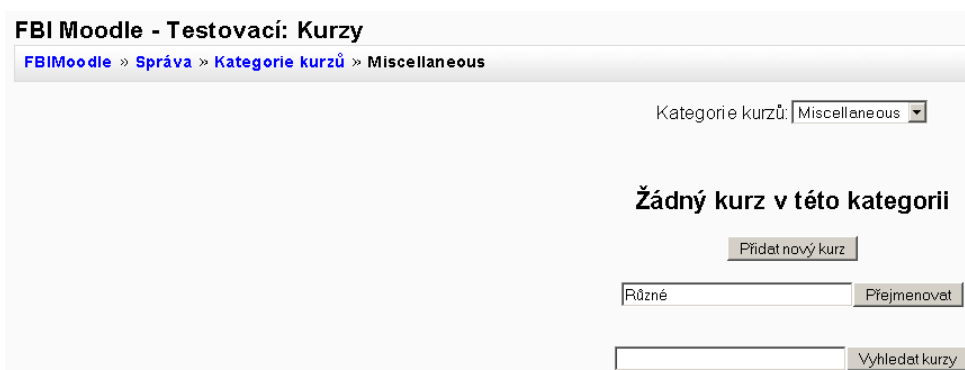 FBI Moodle - Testovací: Kurzy
FBIMoodle » Správa » Kategorie kurzů » Miscellaneous
Kategorie kurzů: Miscellaneous
Žádný kurz v této kategorii
Přidat nový kurz
Různé Přejmenovat
Vyhledat kurzy